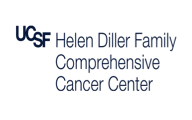 UCSF Helen Diller Family
Comprehensive
Cancer Center